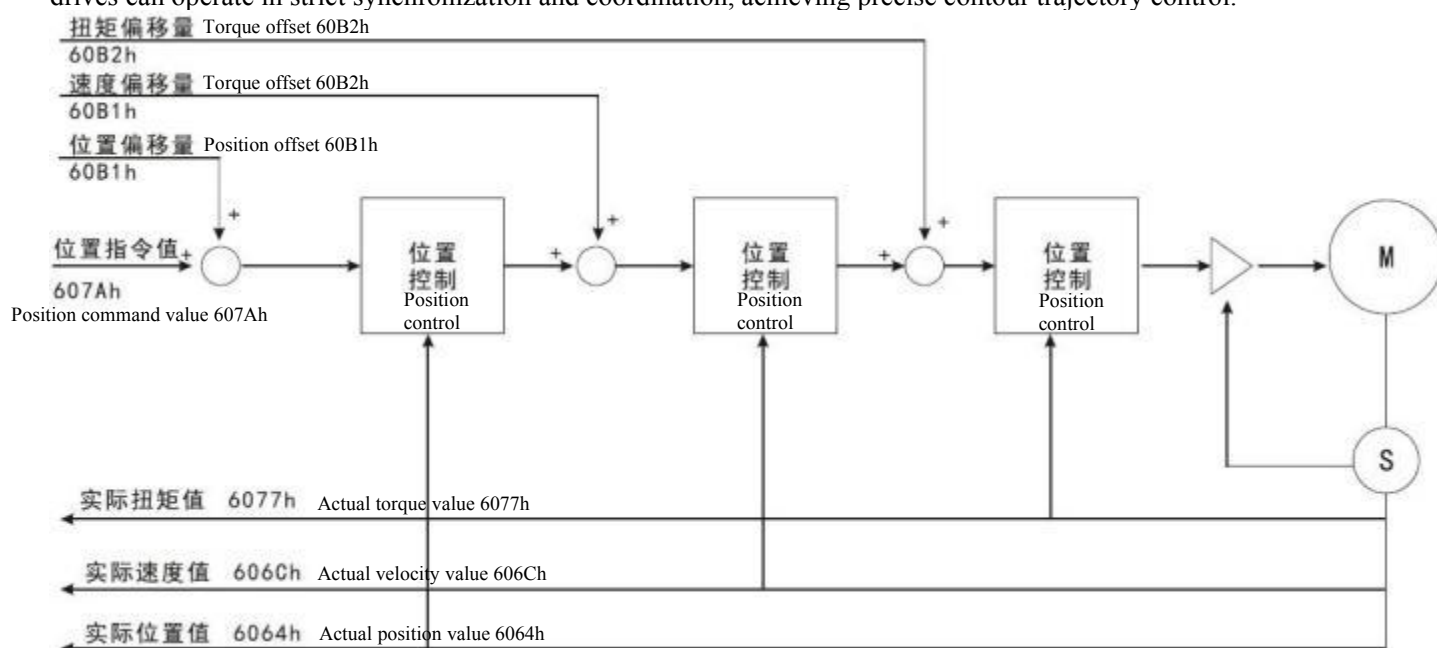 drives can operate in strict synchronization and coordination, achieving precise contour trajectory control.
扭矩偏移量 Torque offset 60B2h
60B2h
速度偏移量 Torque offset 60B2h
60B1h
位置偏移量 Position offset 60B1h
60B1h
+
+
+
位置指令值+
+
+
607Ah
Position command value 607Ah
位置
控制
Position
control
位置
控制
Position
control
位置
控制
Position
control
M
S
实际扭矩值 6077h Actual torque value 6077h
实际速度值 606Ch Actual velocity value 606Ch
实际位置值 6064h Actual position value 6064h